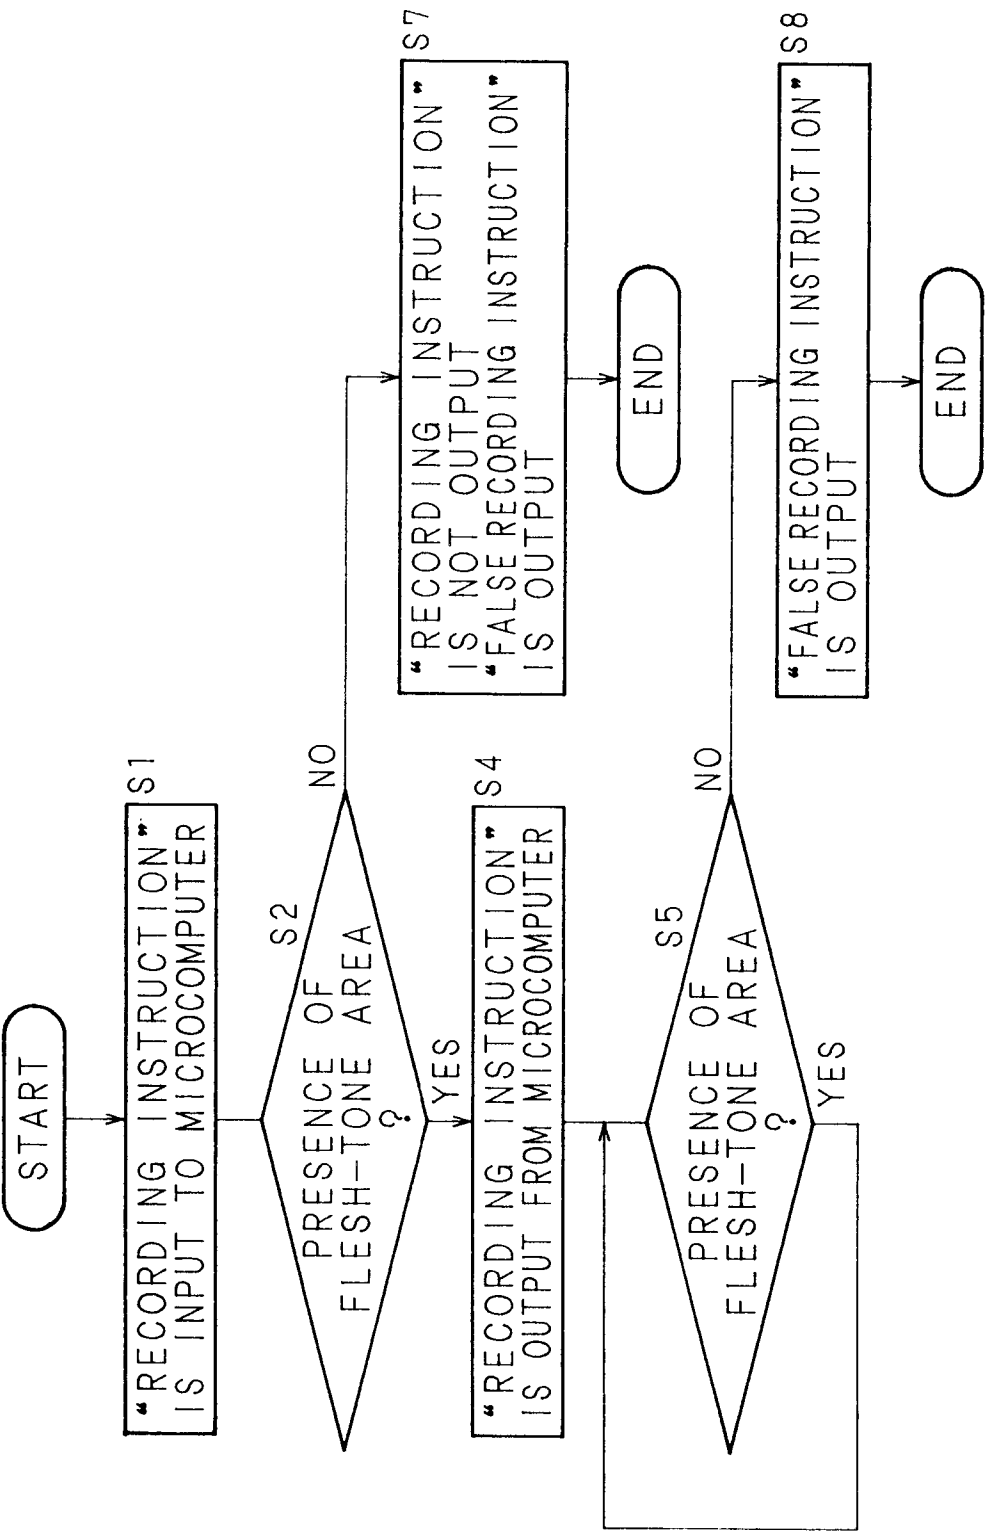 START
S1
“RECORDING INSTRUCTION”
IS INPUT TO MICROCOMPUTER
S2
PRESENCE OF
FLESH-TONE AREA
?
NO
YES
S7
“RECORDING INSTRUCTION”
IS NOT OUTPUT
“FALSE RECORDING INSTRUCTION”
IS OUTPUT
END
S4
“RECORDING INSTRUCTION”
IS OUTPUT FROM MICROCOMPUTER
S5
PRESENCE OF
FLESH-TONE AREA
?
NO
YES
S8
“FALSE RECORDING INSTRUCTION”
IS OUTPUT
END